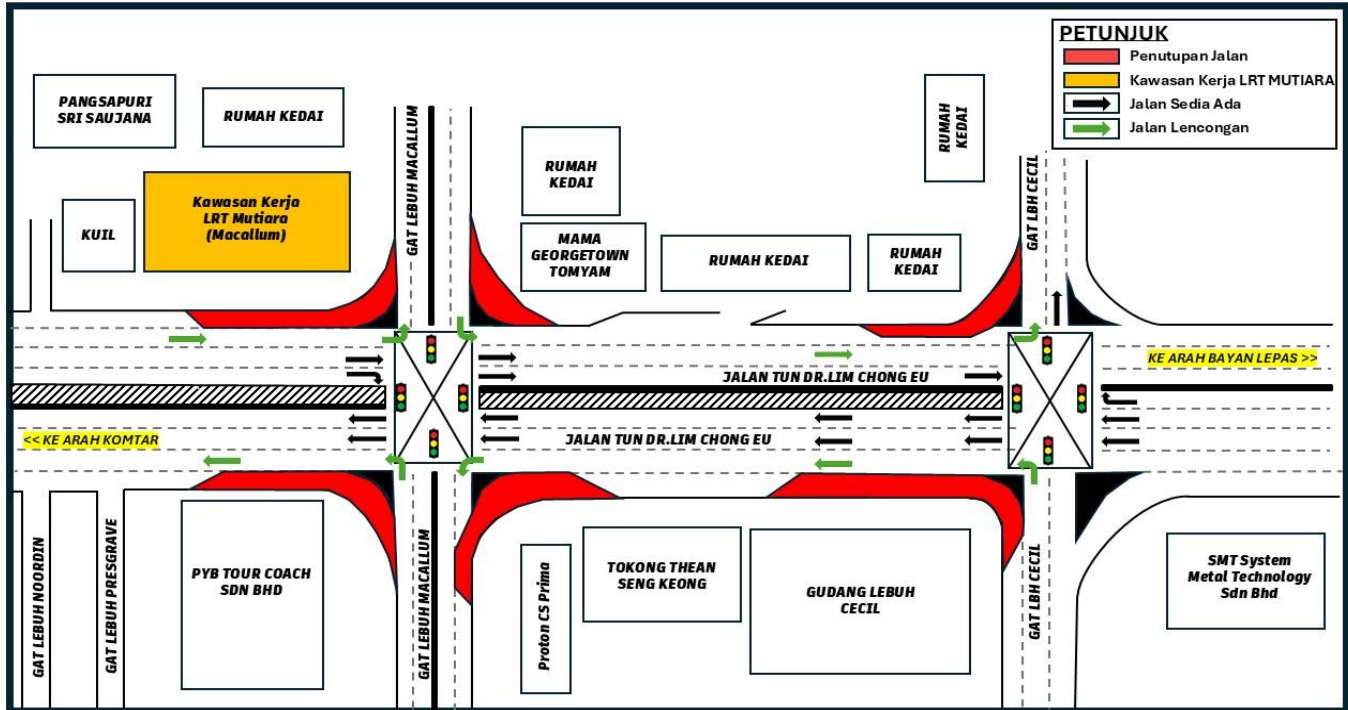 PETUNJUK
Penutupan Jalan
Kawasan Kerja LRT MUTIARA
Jalan Sedia Ada
Jalan Lencongan
PANGSAPURI
SRI SAUJANA
RUMAH KEDAI
KUIL
Kawasan Kerja
LRT Mutiara
(Macallum)
GAT LEBUH MACALLUM
RUMAH
KEDAI
MAMA
GEORGETOWN
TOMYAM
RUMAH KEDAI
RUMAH
KEDAI
RUMAH
KEDAI
GAT LBH CECIL
KE ARAH BAYAN LEPAS >>
JALAN TUN DR.LIM CHONG EU
<< KE ARAH KOMTAR
JALAN TUN DR.LIM CHONG EU
GAT LEBUH NOORDIN
GAT LEBUH PRESGRAVE
PYB TOUR COACH
SDN BHD
GAT LEBUH MACALLUM
Proton CS Prima
TOKONG THEAN
SENG KEONG
GUDANG LEBUH
CECIL
GAT LBH CECIL
SMT System
Metal Technology
Sdn Bhd